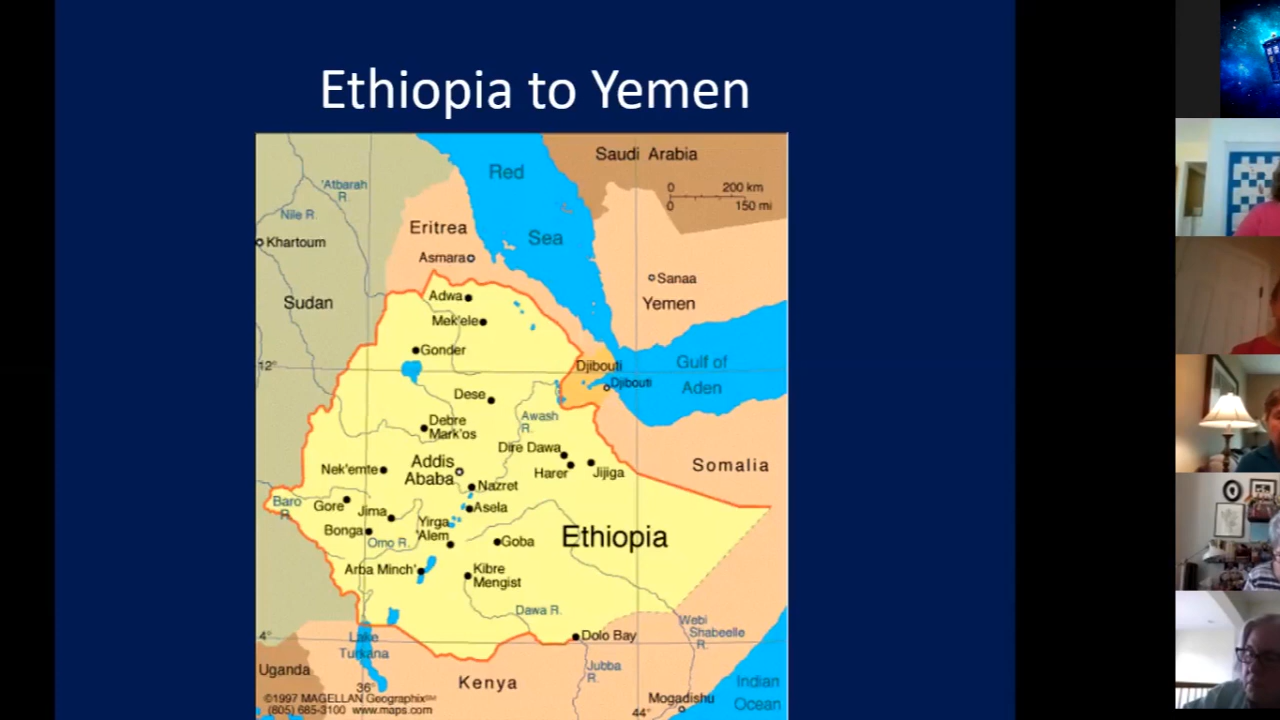 Ethiopia to Yemen
Saudi Arabia
Red
0 200 km
0 150 mi
'Atbarah
R.
Nile R.
Khartoum
Eritrea
Sea
Asmara
Sanaa
Sudan
Adwa
Yemen
Mek'ele
Gonder
12°
Djibouti
Gulf of
Aden
Djibouti
Dese
Awash
R.
Debre
Mark'os
Dire Dawa
Addis
Ababa
Nek'emte
Harer
Jijiga
Somalia
Nazret
Baro
R.
Gore
Jima
Asela
Yirga
'Alem
Bonga
Omo R.
Goba
Ethiopia
Arba Minch'
Kibre
Mengist
Dawa R.
Webi
Shabeelle
R.
4°
Lake
Turkana
Dolo Bay
Uganda
Jubba
R.
Kenya
36°
Indian
Ocean
Mogadishu
44°
©1997 MAGELLAN Geographix℠
(805) 685-3100 www.maps.com